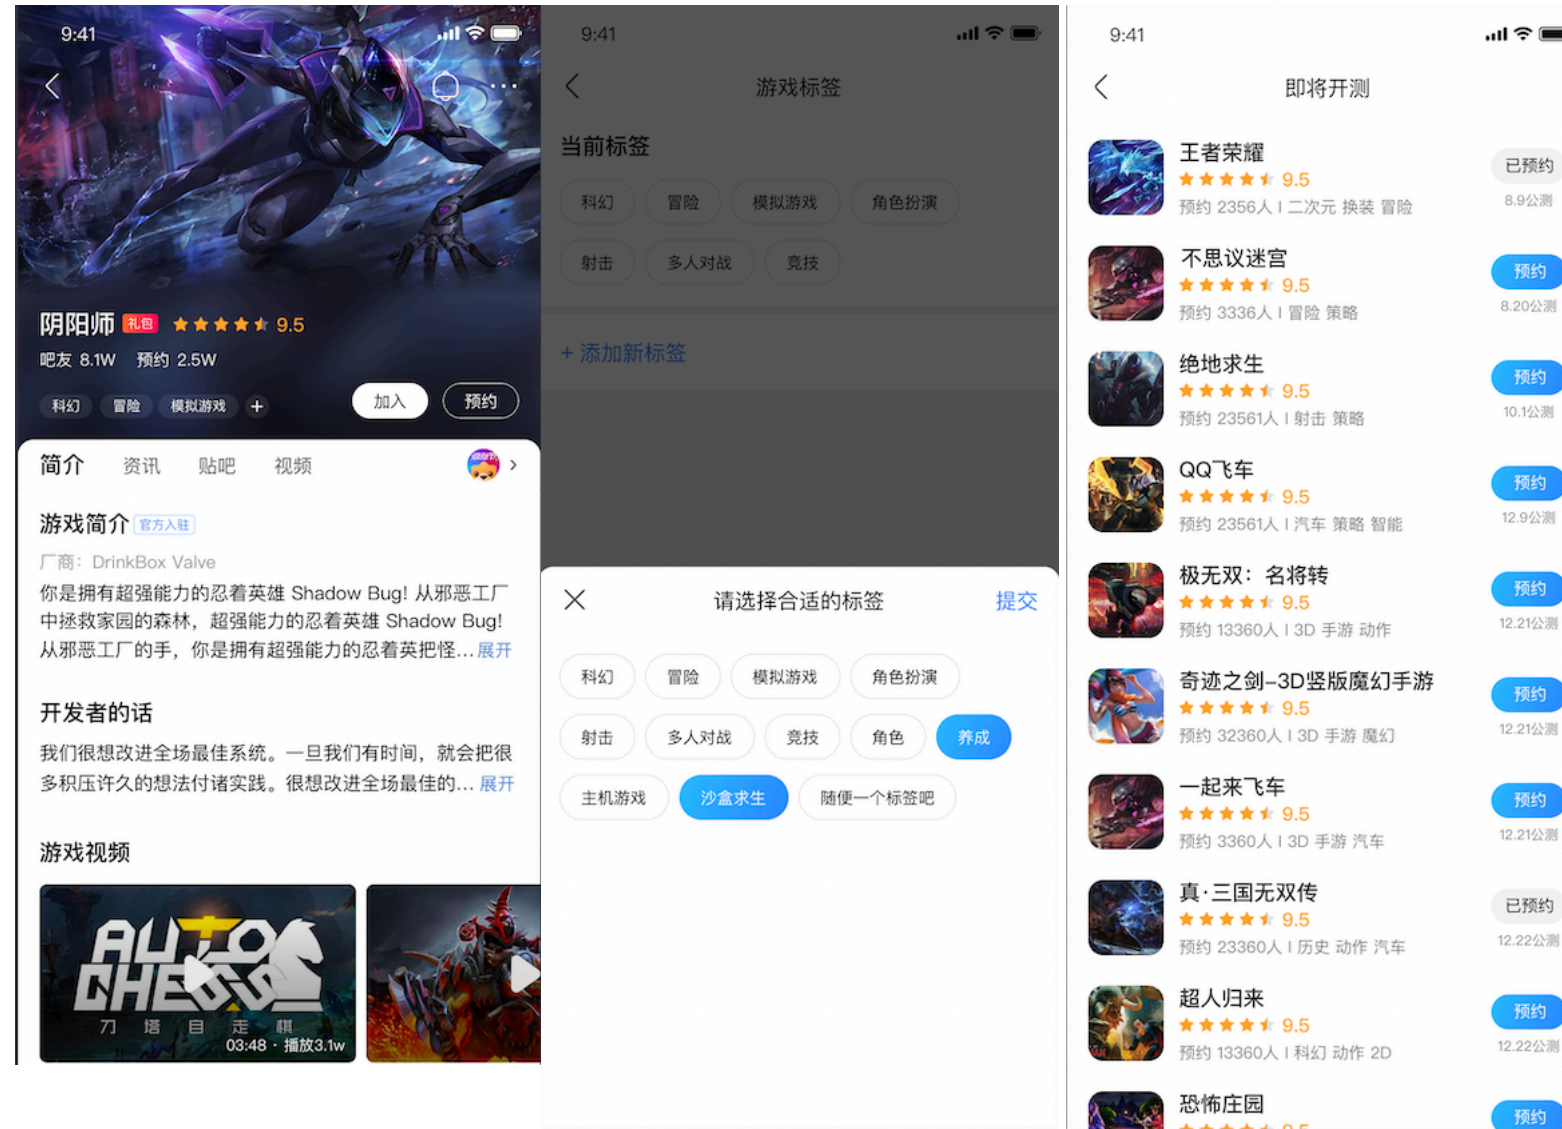 9:41
阴阳师 礼包 9.5
吧友 8.1W 预约 2.5W
科幻 冒险 模拟游戏 +
加入 预约
简介 资讯 贴吧 视频
游戏简介 官方入驻
厂商：DrinkBox Valve
你是拥有超强能力的忍着英雄 Shadow Bug! 从邪恶工厂
中拯救家园的森林，超强能力的忍着英雄 Shadow Bug!
从邪恶工厂的手，你是拥有超强能力的忍着英把怪...展开
开发者的话
我们很想改进全场最佳系统。一旦我们有时间，就会把很
多积压许久的想法付诸实践。很想改进全场最佳的... 展开
游戏视频
AUTO
CHESS
刀塔自走棋
03:48 · 播放3.1w
9:41
游戏标签
当前标签
科幻 冒险 模拟游戏 角色扮演
射击 多人对战 竞技
+ 添加新标签
请选择合适的标签 提交
科幻 冒险 模拟游戏 角色扮演
射击 多人对战 竞技 角色 养成
主机游戏 沙盒求生 随便一个标签吧
9:41
即将开测
王者荣耀
9.5
预约 2356人 I 二次元 换装 冒险
已预约
8.9公测
不思议迷宫
9.5
预约 3336人 I 冒险 策略
预约
8.20公测
绝地求生
9.5
预约 23561人 I 射击 策略
预约
10.1公测
QQ飞车
9.5
预约 23561人 I 汽车 策略 智能
预约
12.9公测
极无双：名将转
9.5
预约 13360人 I 3D 手游 动作
预约
12.21公测
奇迹之剑-3D竖版魔幻手游
9.5
预约 32360人 I 3D 手游 魔幻
预约
12.21公测
一起来飞车
9.5
预约 3360人 I 3D 手游 汽车
预约
12.21公测
真·三国无双传
9.5
预约 23360人 I 历史 动作 汽车
已预约
12.22公测
超人归来
9.5
预约 13360人 I 科幻 动作 2D
预约
12.22公测
恐怖庄园
9.5
预约